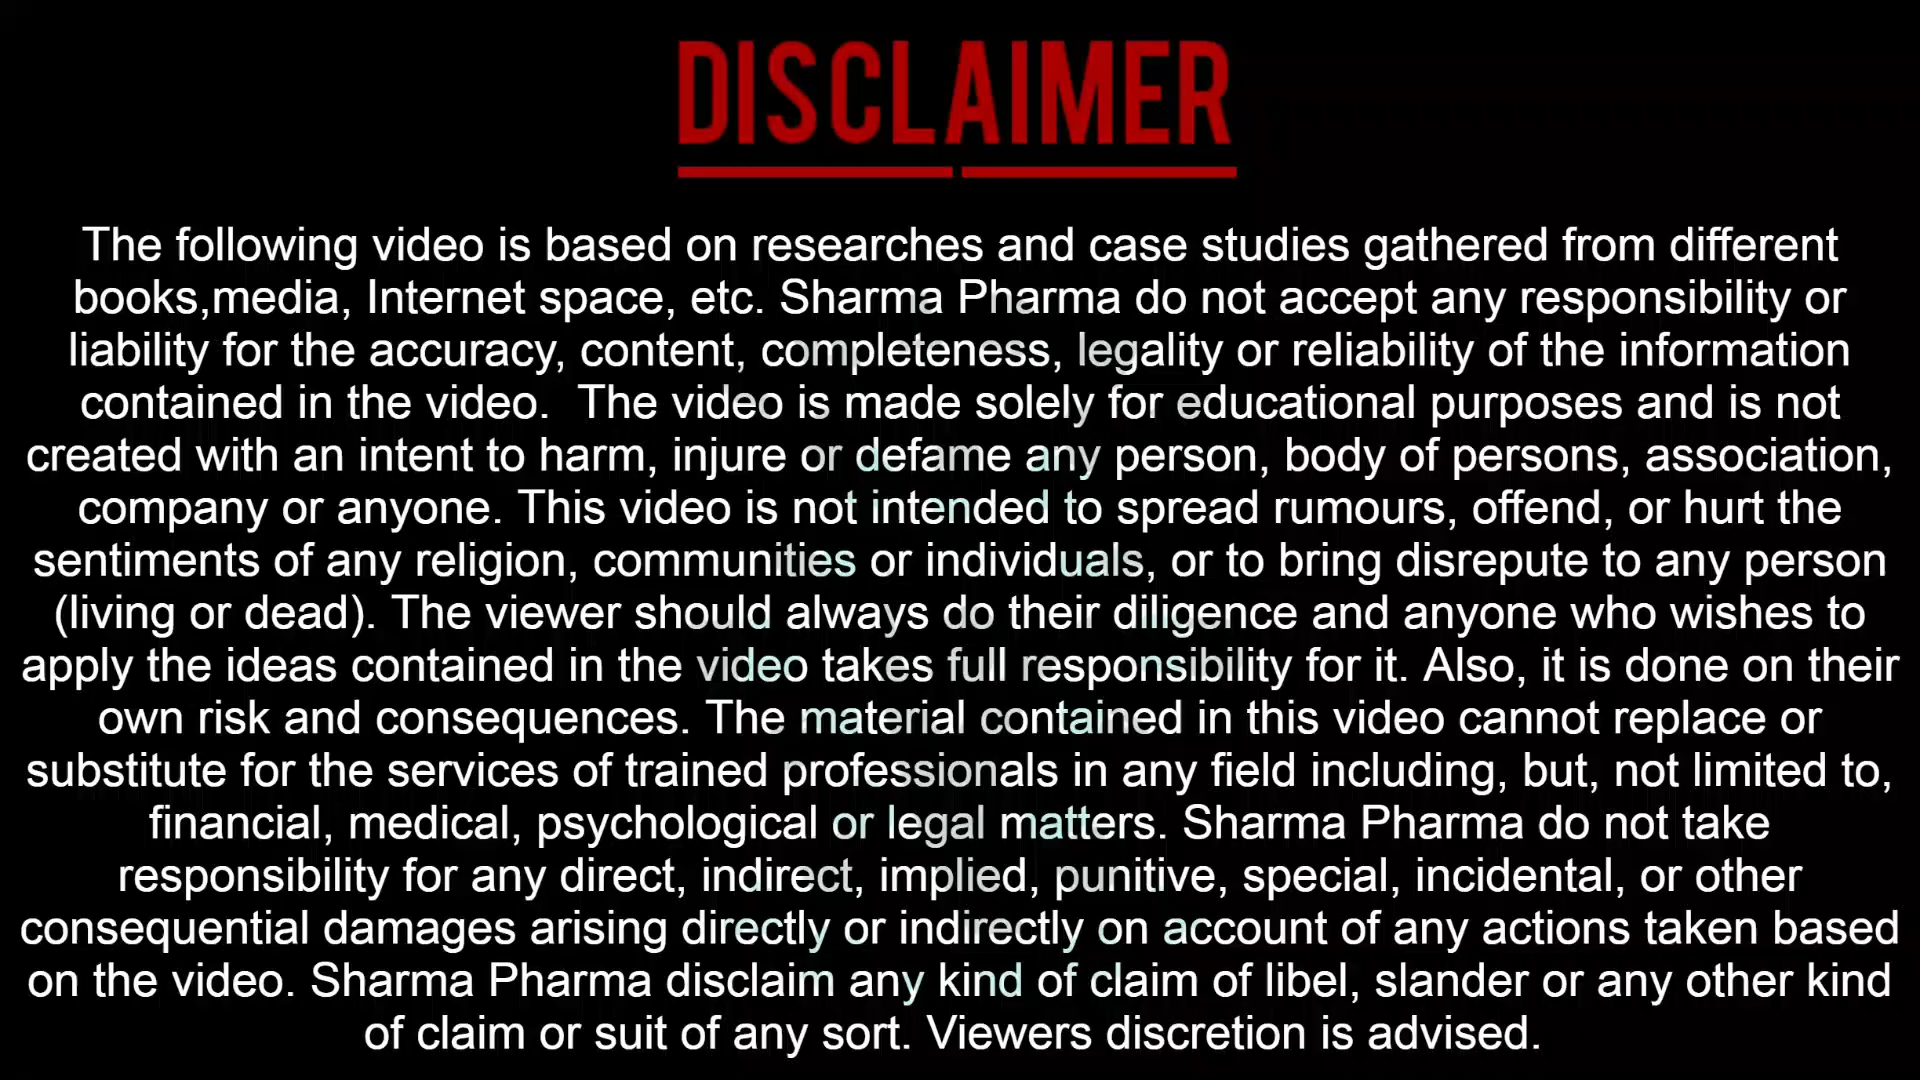 DISCLAIMER
The following video is based on researches and case studies gathered from different
books,media, Internet space, etc. Sharma Pharma do not accept any responsibility or
liability for the accuracy, content, completeness, legality or reliability of the information
contained in the video.  The video is made solely for educational purposes and is not
created with an intent to harm, injure or defame any person, body of persons, association,
company or anyone. This video is not intended to spread rumours, offend, or hurt the
sentiments of any religion, communities or individuals, or to bring disrepute to any person
(living or dead). The viewer should always do their diligence and anyone who wishes to
apply the ideas contained in the video takes full responsibility for it. Also, it is done on their
own risk and consequences. The material contained in this video cannot replace or
substitute for the services of trained professionals in any field including, but, not limited to,
financial, medical, psychological or legal matters. Sharma Pharma do not take
responsibility for any direct, indirect, implied, punitive, special, incidental, or other
consequential damages arising directly or indirectly on account of any actions taken based
on the video. Sharma Pharma disclaim any kind of claim of libel, slander or any other kind
of claim or suit of any sort. Viewers discretion is advised.